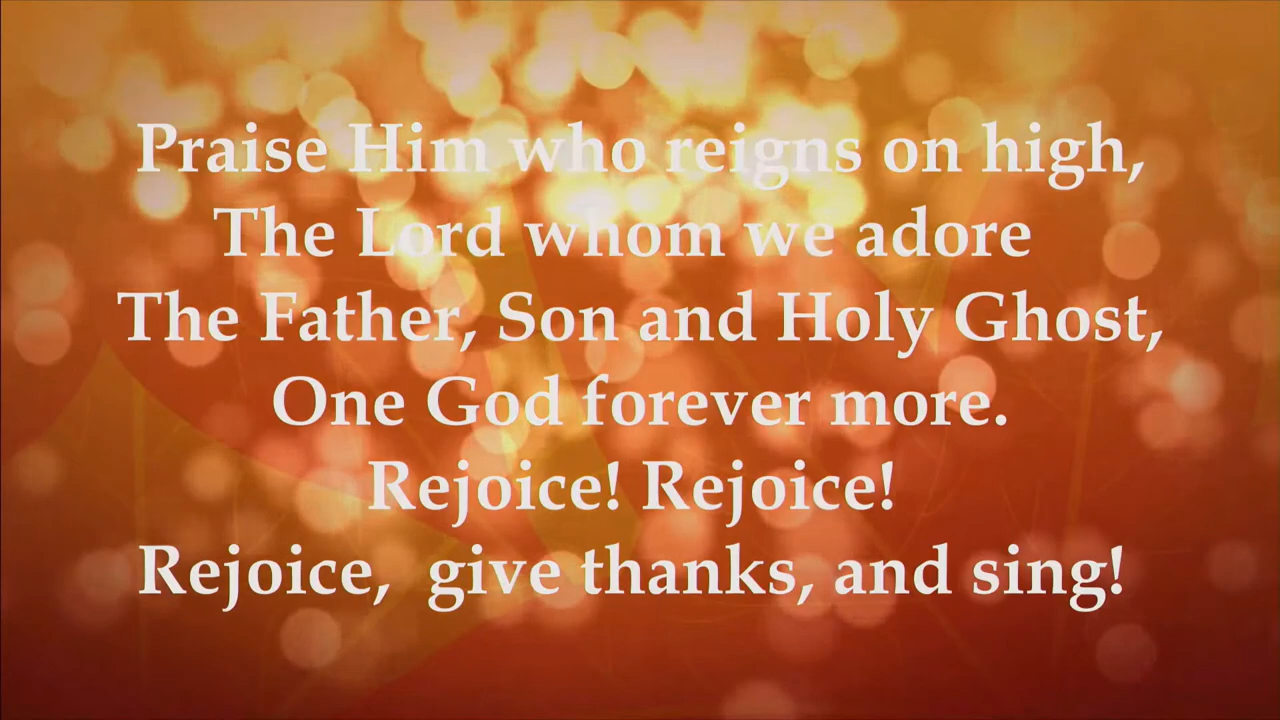 Praise Him who reigns on high,
The Lord whom we adore
The Father, Son and Holy Ghost,
One God forever more.
Rejoice! Rejoice!
Rejoice,  give thanks, and sing!